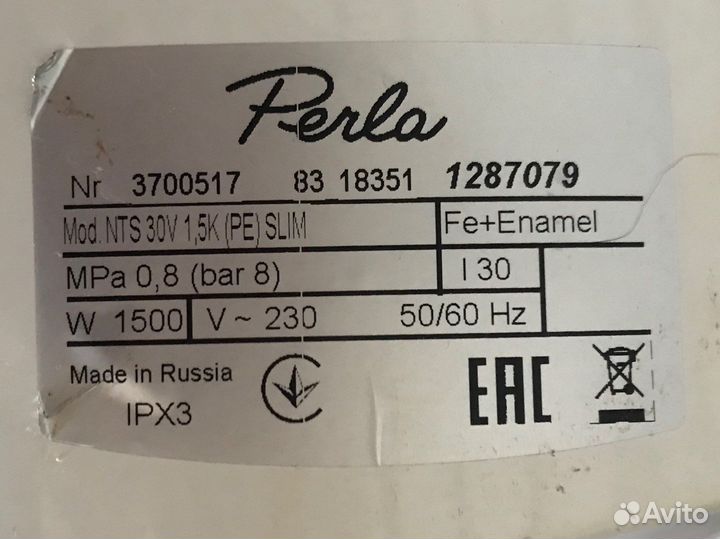 Perla
Nr 3700517 83 18351 1287079
Mod. NTS 30V 1,5K (PE) SLIM Fe+Enamel
MPa 0,8 (bar 8) l 30
W 1500 V ~ 230 50/60 Hz
Made in Russia
IPX3
EAC
Avito